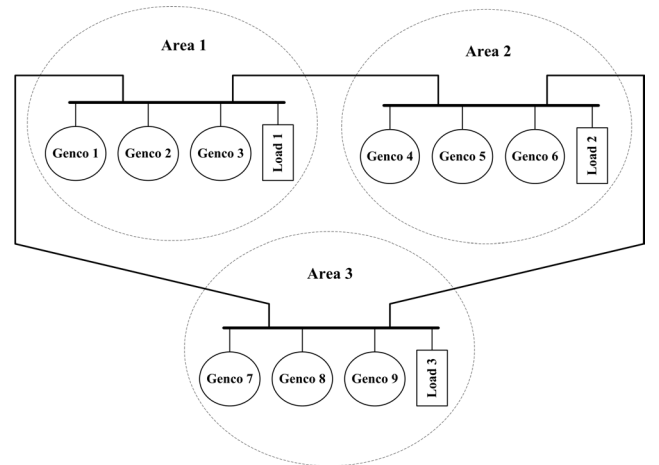 Area 1
Area 2
Genco 1
Genco 2
Genco 3
Load 1
Genco 4
Genco 5
Genco 6
Load 2
Area 3
Genco 7
Genco 8
Genco 9
Load 3